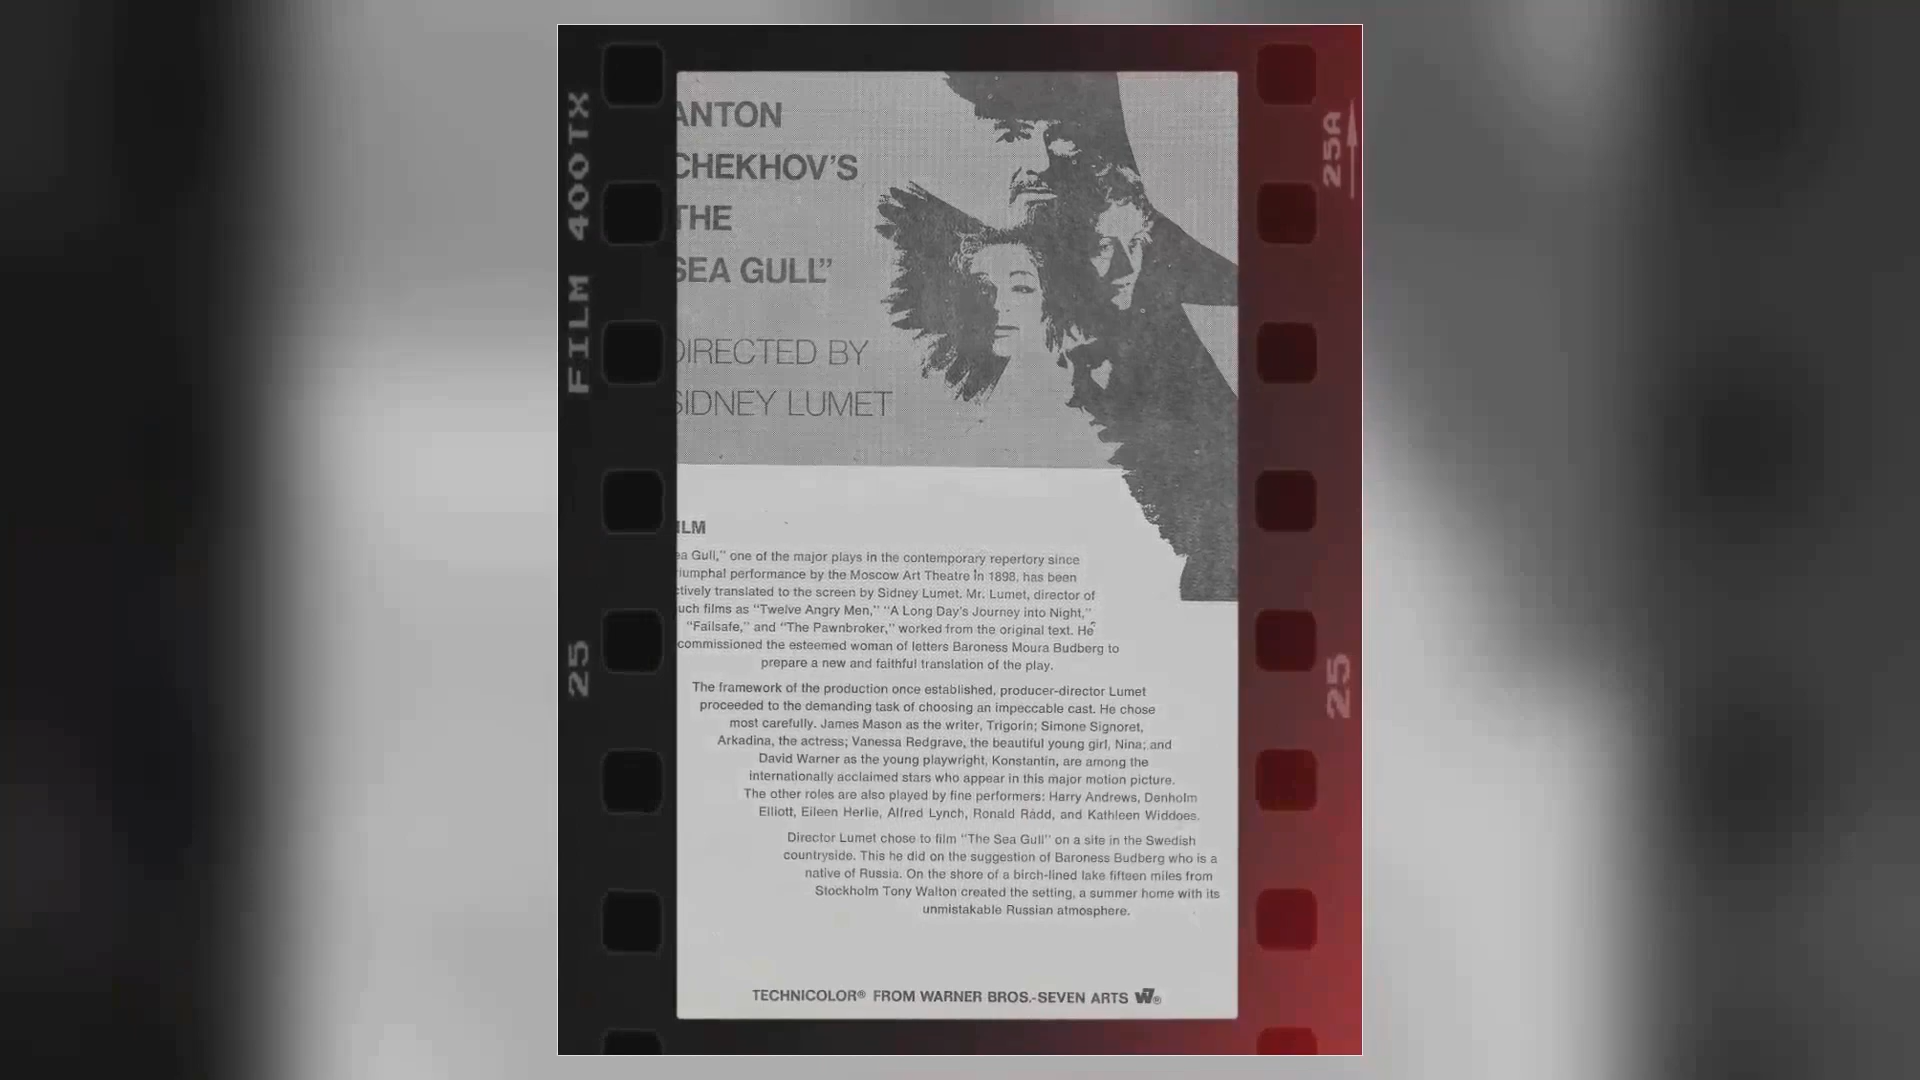 ANTON
CHEKHOV'S
THE
SEA GULL”
DIRECTED BY
SIDNEY LUMET
ILM
ea Gull,” one of the major plays in the contemporary repertory since
iumphal performance by the Moscow Art Theatre in 1898, has been
ctively translated to the screen by Sidney Lumet. Mr. Lumet, director of
uch films as “Twelve Angry Men,” “A Long Day's Journey into Night,”
“Failsafe,” and “The Pawnbroker,” worked from the original text. He
commissioned the esteemed woman of letters Baroness Moura Budberg to
prepare a new and faithful translation of the play.
The framework of the production once established, producer-director Lumet
proceeded to the demanding task of choosing an impeccable cast. He chose
most carefully. James Mason as the writer, Trigorin; Simone Signoret,
Arkadina, the actress; Vanessa Redgrave, the beautiful young girl, Nina; and
David Warner as the young playwright, Konstantin, are among the
internationally acclaimed stars who appear in this major motion picture.
The other roles are also played by fine performers: Harry Andrews, Denholm
Elliott, Eileen Herlie, Alfred Lynch, Ronald Radd, and Kathleen Widdoes.
Director Lumet chose to film “The Sea Gull” on a site in the Swedish
countryside. This he did on the suggestion of Baroness Budberg who is a
native of Russia. On the shore of a birch-lined lake fifteen miles from
Stockholm Tony Walton created the setting, a summer home with its
unmistakable Russian atmosphere.
TECHNICOLOR® FROM WARNER BROS.-SEVEN ARTS W7®
FILM 400TX
25
25A
25